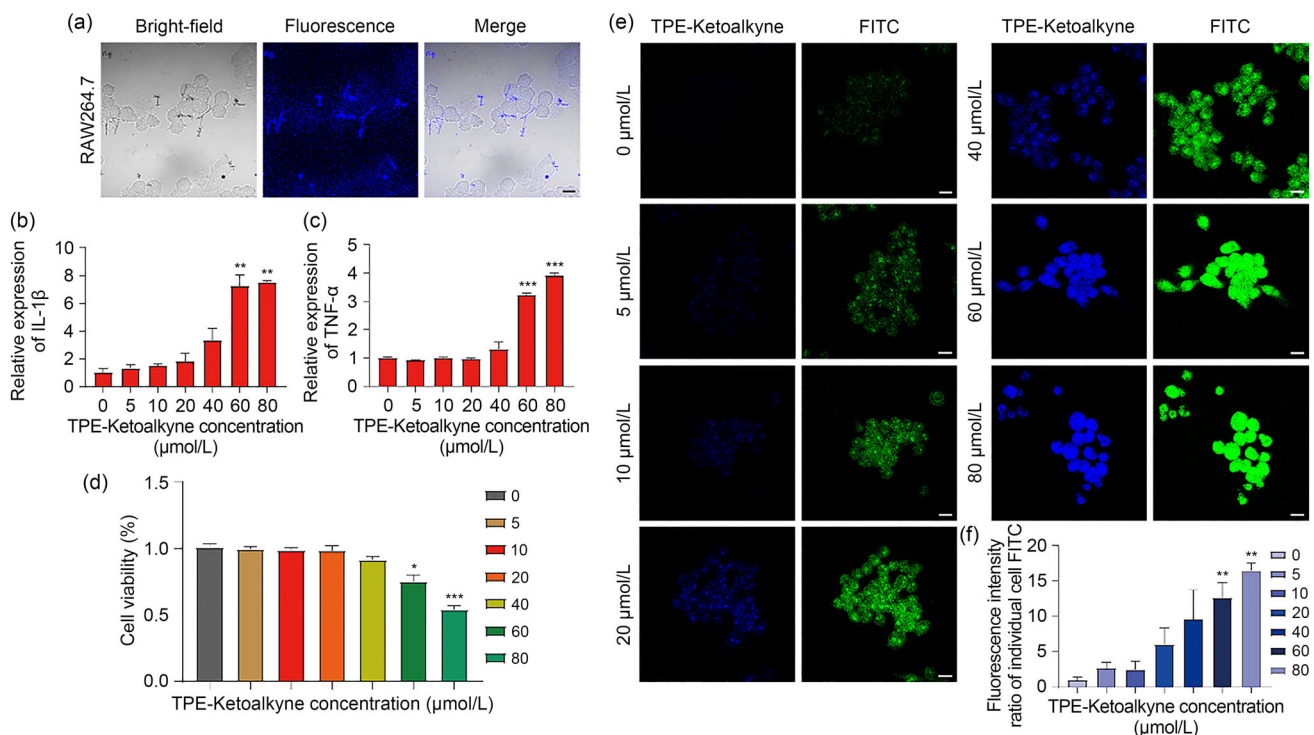 (a)
Bright-field
Fluorescence
Merge
RAW264.7
(b)
Relative expression
of IL-1β
10
8
6
4
2
0
**
**
0 5 10 20 40 60 80
TPE-Ketoalkyne concentration
(μmol/L)
(c)
Relative expression
of TNF-α
5
4
3
2
1
0
***
***
0 5 10 20 40 60 80
TPE-Ketoalkyne concentration
(μmol/L)
(d)
Cell viability (%)
1.5
1.0
0.5
0.0
*
***
TPE-Ketoalkyne concentration (μmol/L)
0
5
10
20
40
60
80
(e)
TPE-Ketoalkyne
FITC
0 μmol/L
5 μmol/L
10 μmol/L
20 μmol/L
TPE-Ketoalkyne
FITC
40 μmol/L
60 μmol/L
80 μmol/L
(f)
Fluorescence intensity
ratio of individual cell FITC
20
15
10
5
0
**
**
TPE-Ketoalkyne concentration
(μmol/L)
0
5
10
20
40
60
80